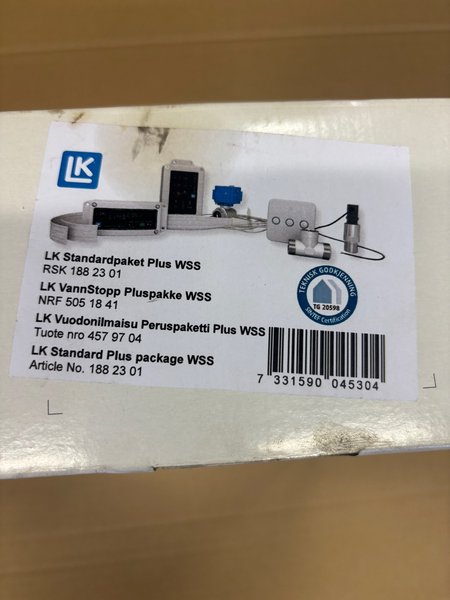 LK
LK Standardpaket Plus WSS
RSK 188 23 01
LK VannStopp Pluspakke WSS
NRF 505 18 41
LK Vuodonilmaisu Peruspaketti Plus WSS
Tuote nro 457 97 04
LK Standard Plus package WSS
Article No. 188 23 01
TEKNISK GODKJENNING
TG 20598
SINTEF Certification
7 331590 045304